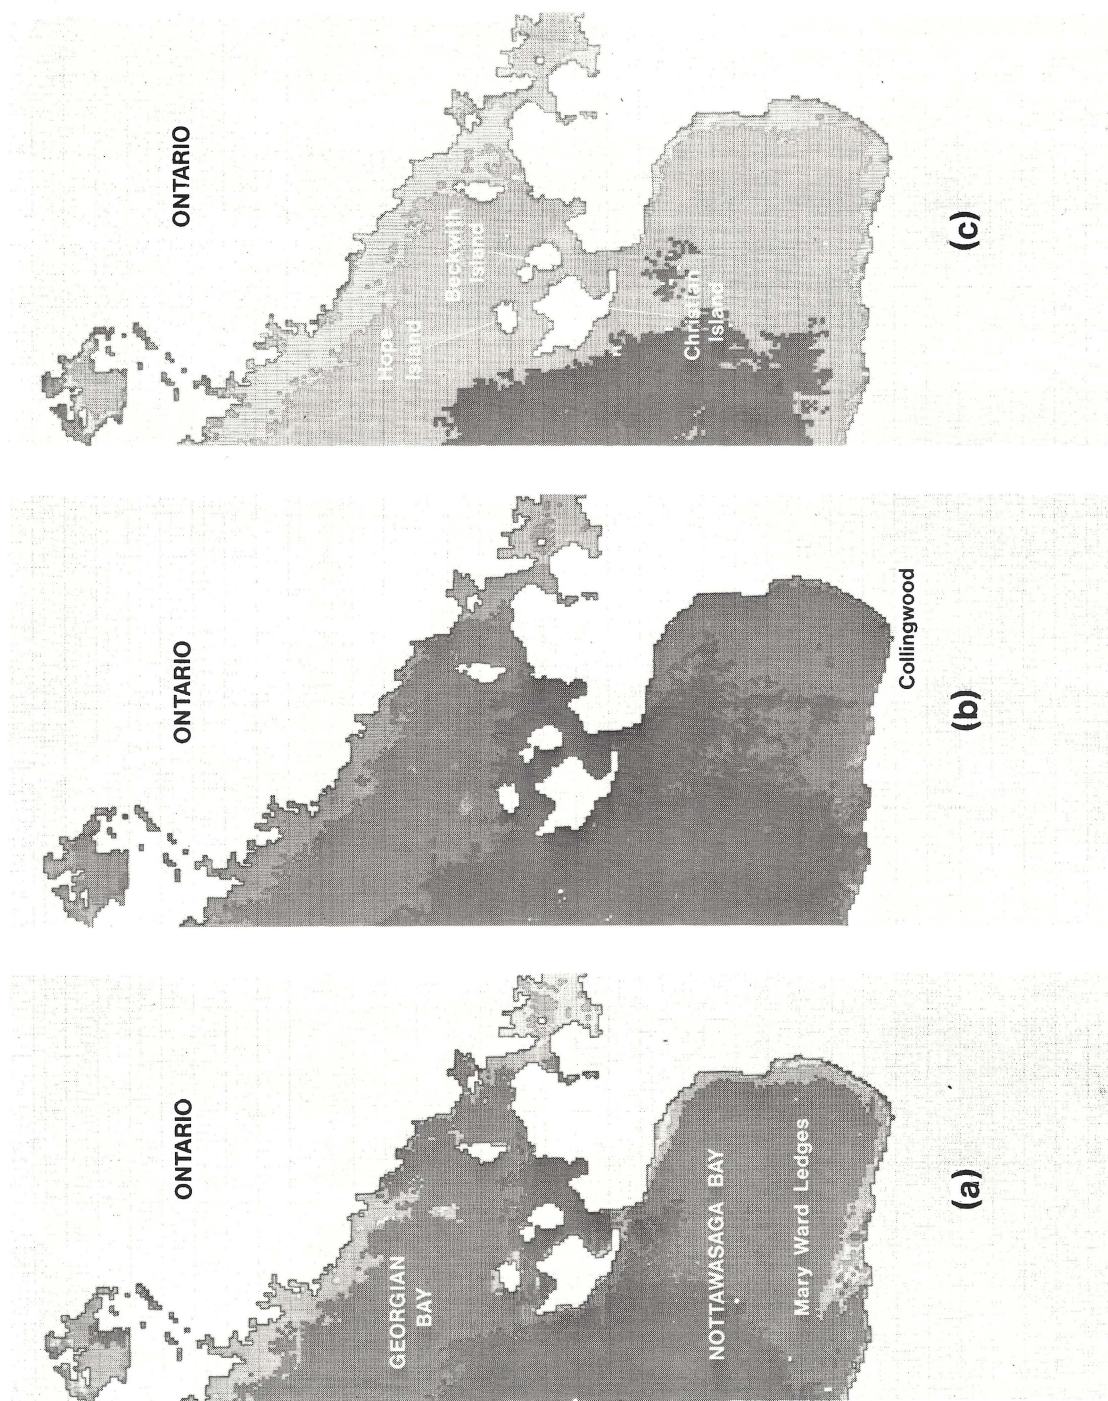 ONTARIO
GEORGIAN
BAY
NOTTAWASAGA BAY
Mary Ward Ledges
(a)
ONTARIO
Collingwood
(b)
ONTARIO
Hope
Island
Beckwith
Island
Christian
Island
(c)